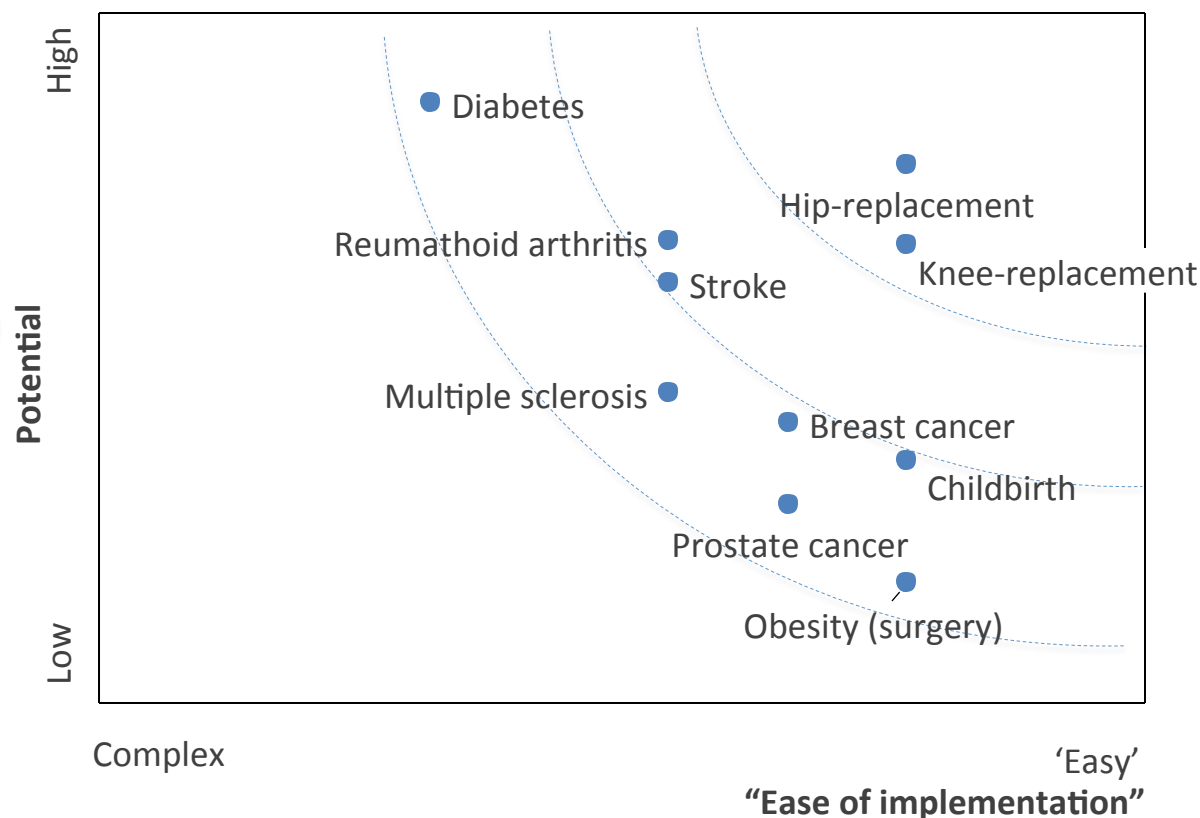 High
Diabetes
Hip-replacement
Reumathoid arthritis
Knee-replacement
Stroke
Potential
Multiple sclerosis
Breast cancer
Childbirth
Prostate cancer
Obesity (surgery)
Low
Complex
‘Easy’
“Ease of implementation”